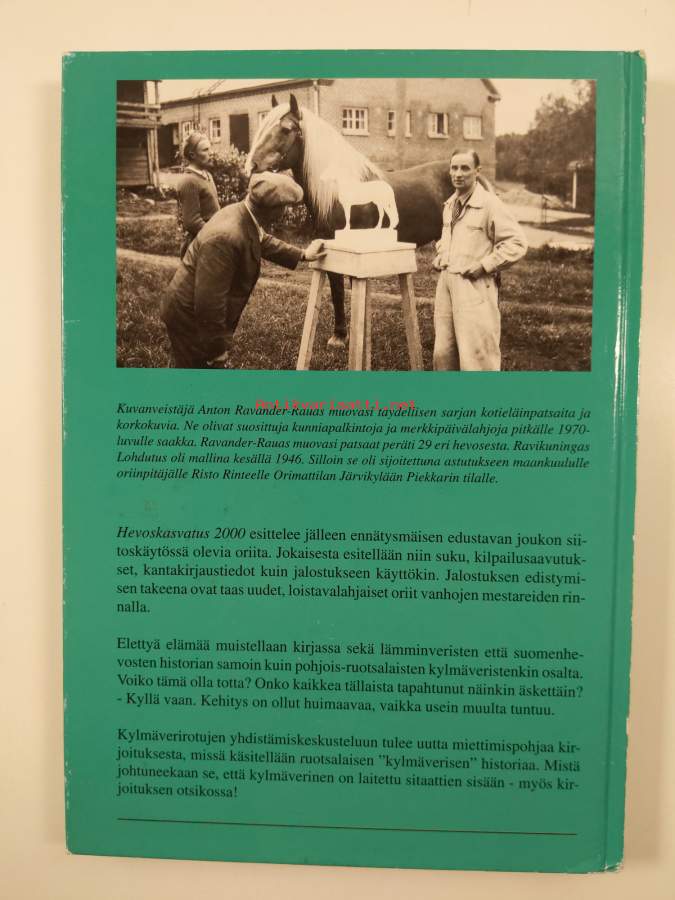 Antikvariaatti.net
Kuvanveistäjä Anton Ravander-Rauas muovasi täydellisen sarjan kotieläinpatsaita ja
korkokuvia. Ne olivat suosittuja kunniapalkintoja ja merkkipäivälahjoja pitkälle 1970-
luvulle saakka. Ravander-Rauas muovasi patsaat peräti 29 eri hevosesta. Ravikuningas
Lohdutus oli mallina kesällä 1946. Silloin se oli sijoitettuna astutukseen maankuululle
oriinpitäjälle Risto Rinteelle Orimattilan Järvikylään Piekkarin tilalle.
Hevoskasvatus 2000 esittelee jälleen ennätysmäisen edustavan joukon sii-
toskäytössä olevia oriita. Jokaisesta esitellään niin suku, kilpailusaavutuk-
set, kantakirjaustiedot kuin jalostukseen käyttökin. Jalostuksen edistymi-
sen takeena ovat taas uudet, loistavalahjaiset oriit vanhojen mestareiden rin-
nalla.
Elettyä elämää muistellaan kirjassa sekä lämminveristen että suomenhe-
vosten historian samoin kuin pohjois-ruotsalaisten kylmäveristenkin osalta.
Voiko tämä olla totta? Onko kaikkea tällaista tapahtunut näinkin äskettäin?
- Kyllä vaan. Kehitys on ollut huimaavaa, vaikka usein muulta tuntuu.
Kylmäverirotujen yhdistämiskeskusteluun tulee uutta miettimispohjaa kir-
joituksesta, missä käsitellään ruotsalaisen ”kylmäverisen” historiaa. Mistä
johtuneekaan se, että kylmäverinen on laitettu sitaattien sisään - myös kir-
joituksen otsikossa!